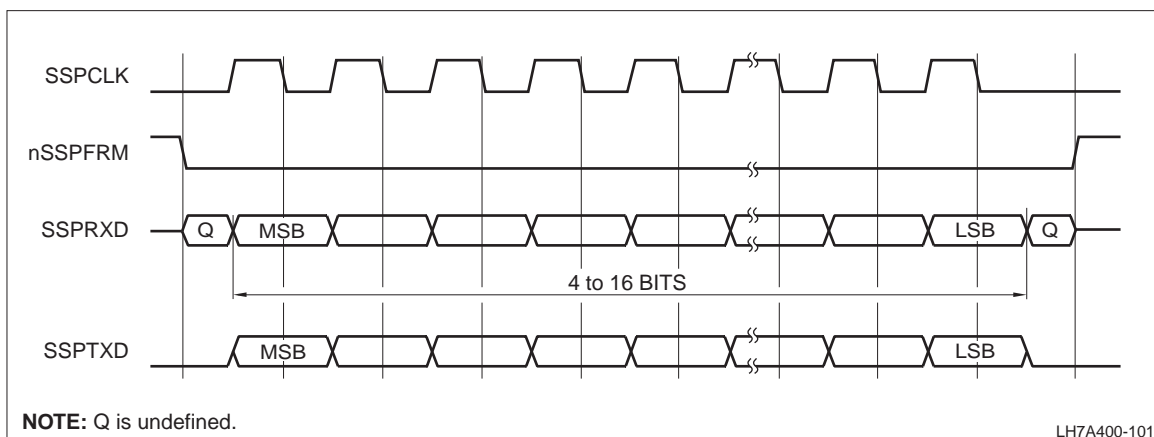 SSPCLK
nSSPFRM
SSPRXD
Q MSB LSB Q
4 to 16 BITS
SSPTXD
MSB LSB
NOTE: Q is undefined.
LH7A400-101